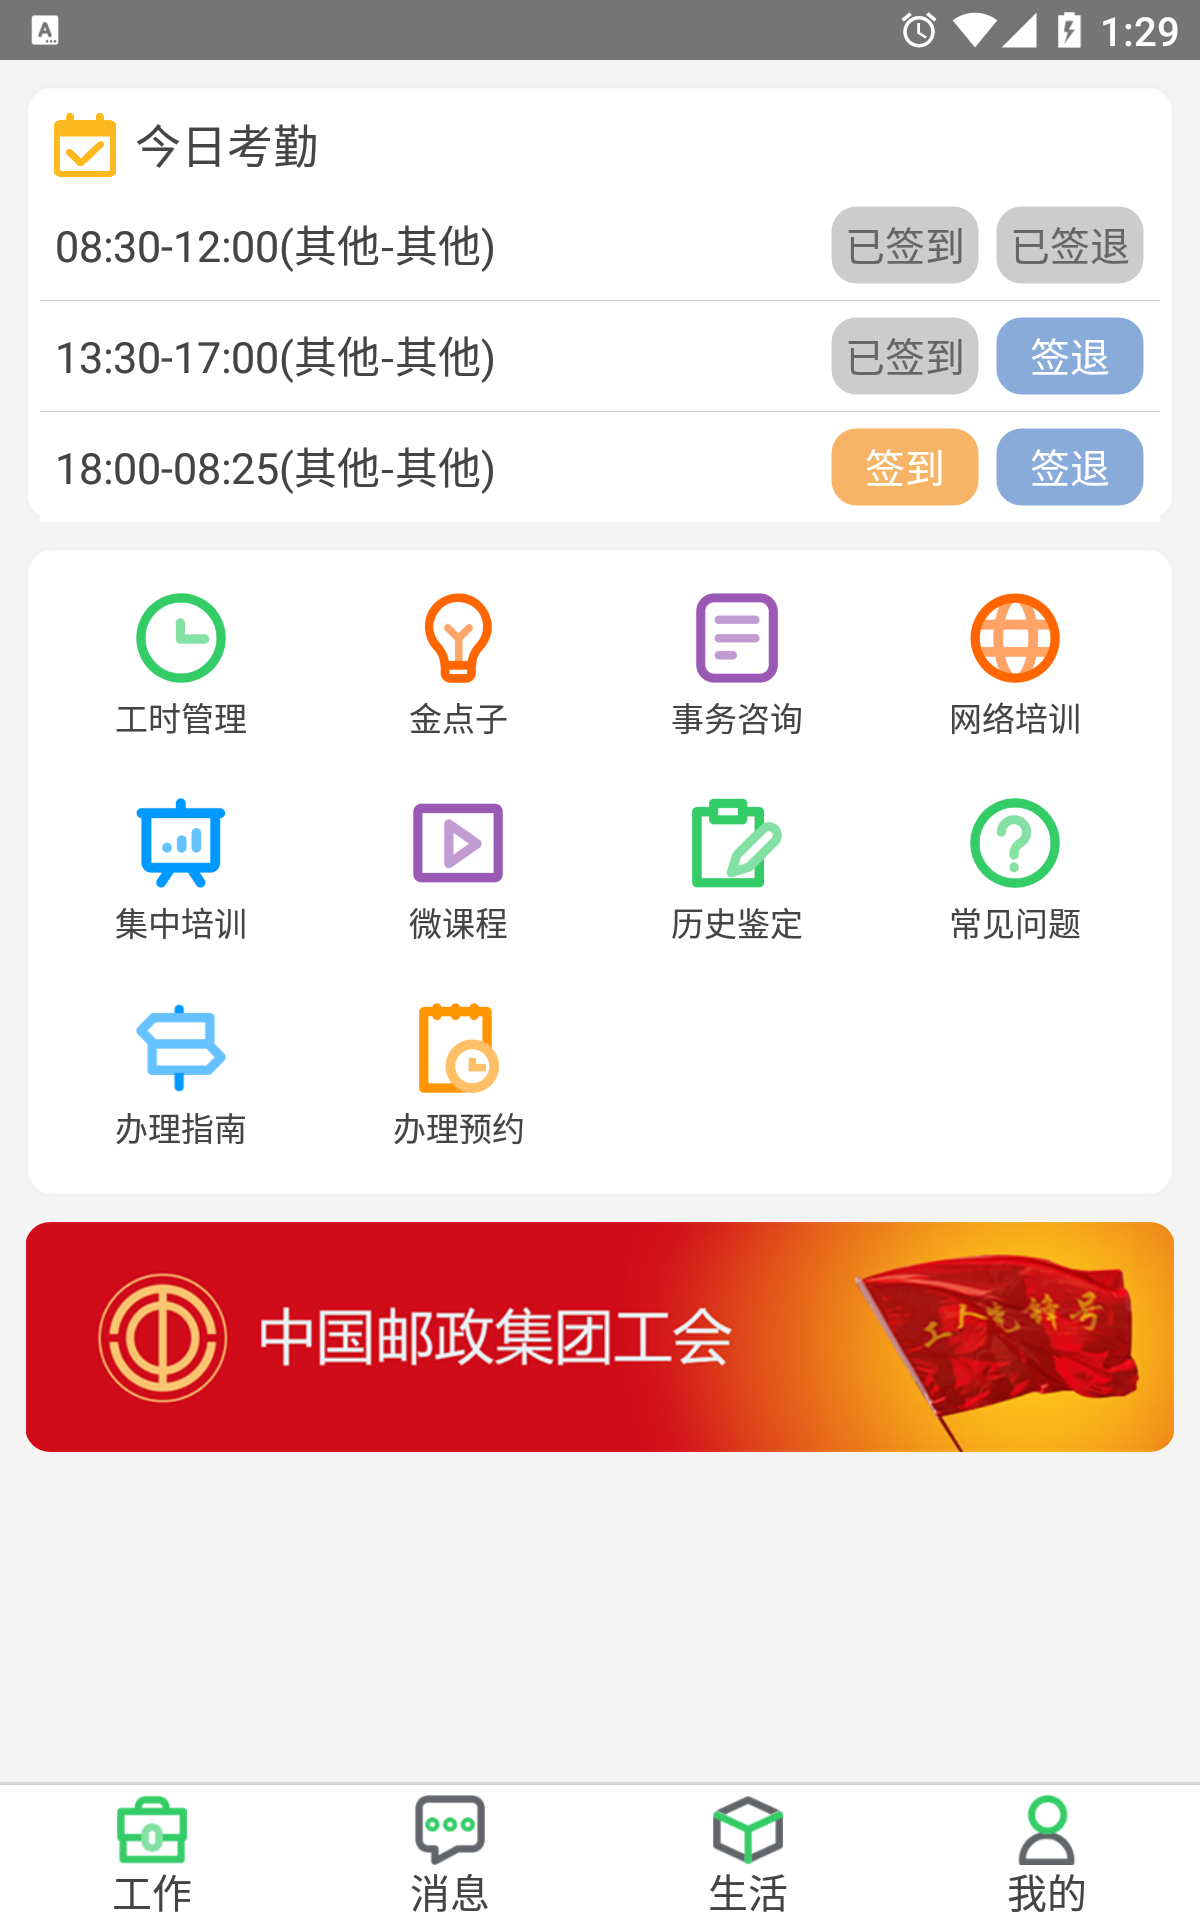 1:29
今日考勤
08:30-12:00(其他-其他) 已签到 已签退
13:30-17:00(其他-其他) 已签到 签退
18:00-08:25(其他-其他) 签到 签退
工时管理 金点子 事务咨询 网络培训
集中培训 微课程 历史鉴定 常见问题
办理指南 办理预约
中国邮政集团工会
工人先锋号
工作 消息 生活 我的